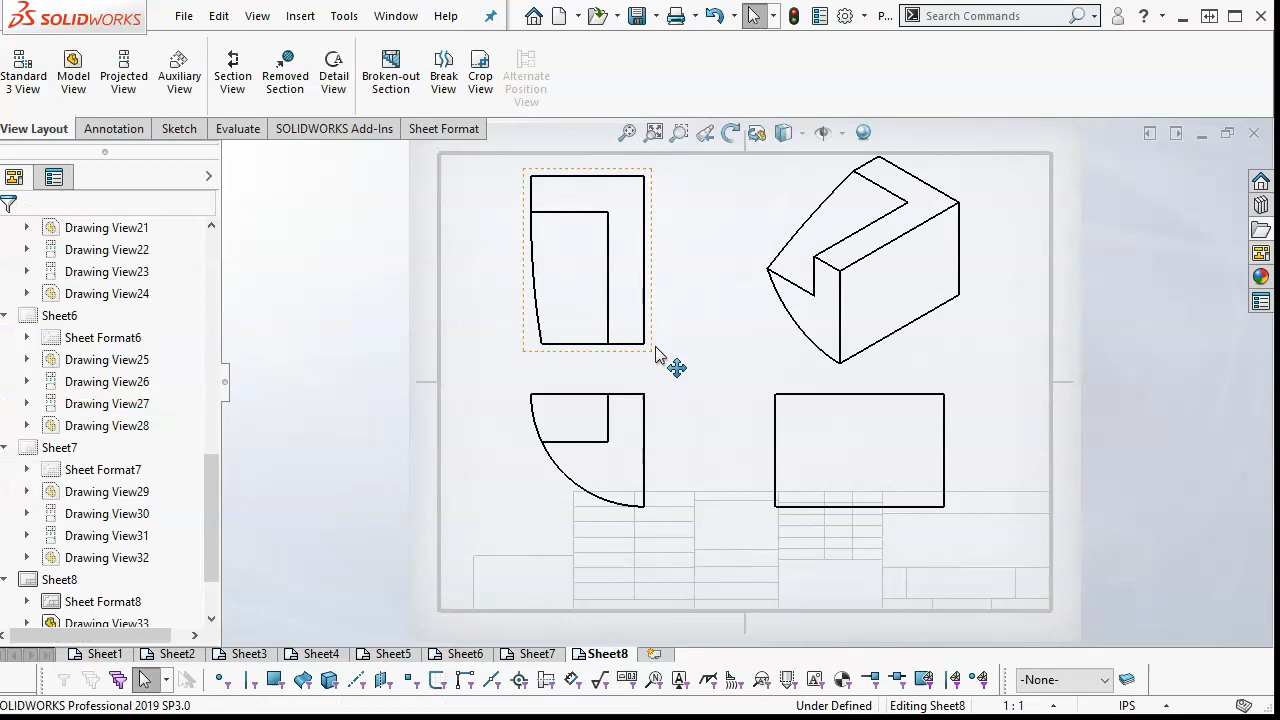 SOLIDWORKS File Edit View Insert Tools Window Help P... Search Commands
Standard 3 View
Model View
Projected View
Auxiliary View
Section View
Removed Section
Detail View
Broken-out Section
Break View
Crop View
Alternate Position View
View Layout Annotation Sketch Evaluate SOLIDWORKS Add-Ins Sheet Format
Drawing View21
Drawing View22
Drawing View23
Drawing View24
Sheet6
Sheet Format6
Drawing View25
Drawing View26
Drawing View27
Drawing View28
Sheet7
Sheet Format7
Drawing View29
Drawing View30
Drawing View31
Drawing View32
Sheet8
Sheet Format8
Drawing View33
Sheet1 Sheet2 Sheet3 Sheet4 Sheet5 Sheet6 Sheet7 Sheet8
-None-
OLIDWORKS Professional 2019 SP3.0 Under Defined Editing Sheet8 1 : 1 IPS